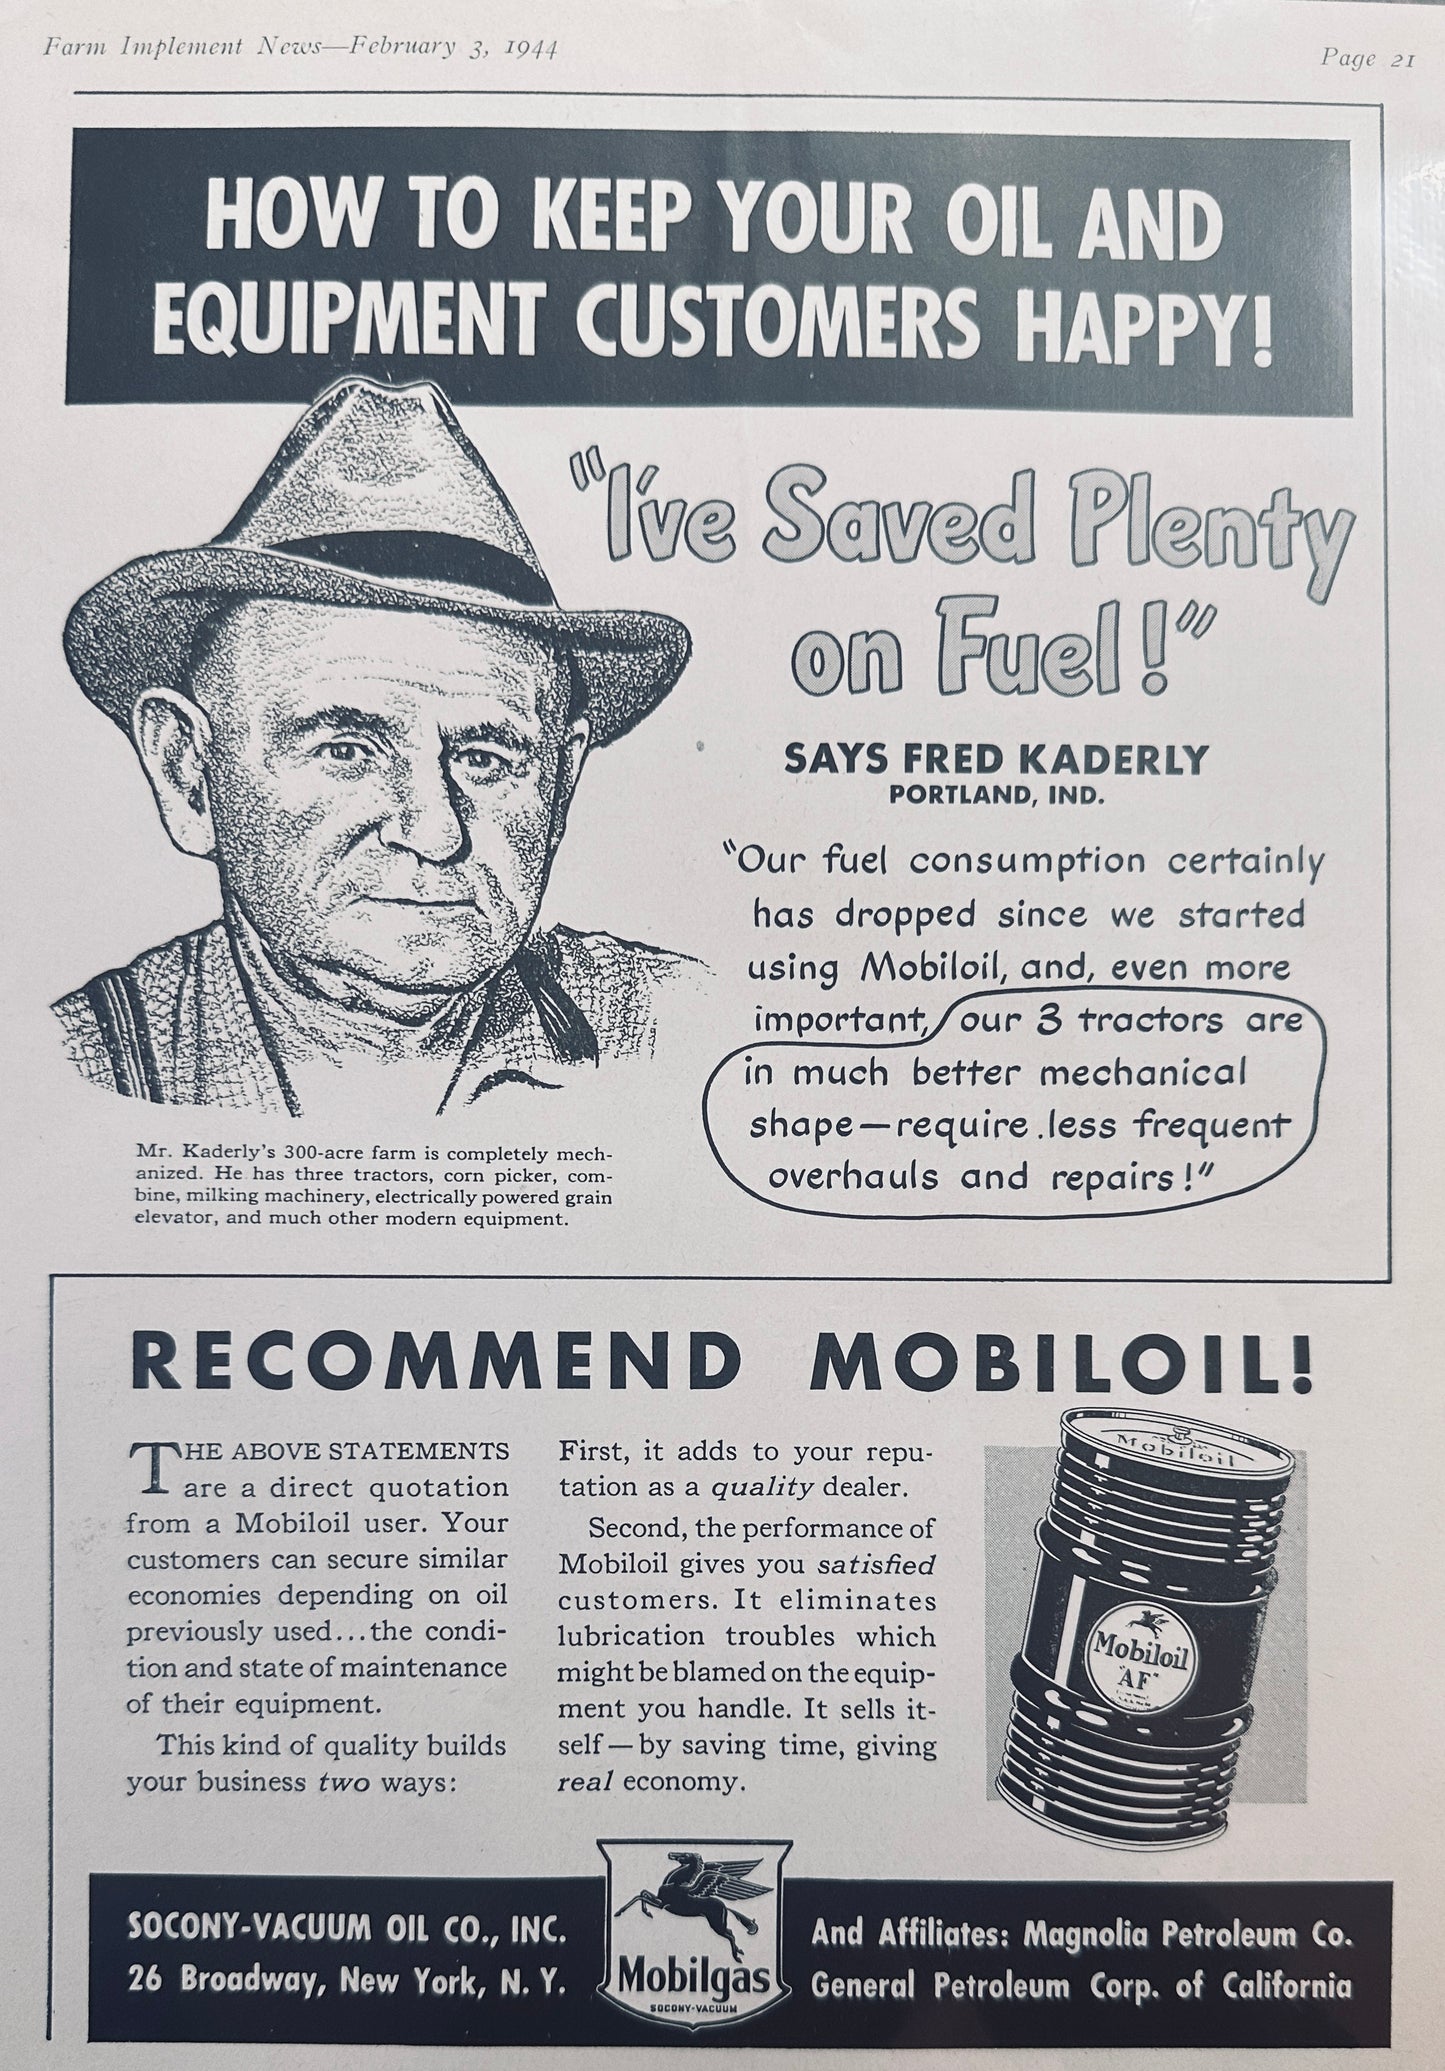 Farm Implement News—February 3, 1944
Page 21
HOW TO KEEP YOUR OIL AND
EQUIPMENT CUSTOMERS HAPPY!
"I've Saved Plenty
on Fuel!"
SAYS FRED KADERLY
PORTLAND, IND.
"Our fuel consumption certainly
has dropped since we started
using Mobiloil, and, even more
important, our 3 tractors are
in much better mechanical
shape—require .less frequent
overhauls and repairs!"
Mr. Kaderly's 300-acre farm is completely mech-
anized. He has three tractors, corn picker, com-
bine, milking machinery, electrically powered grain
elevator, and much other modern equipment.
RECOMMEND MOBILOIL!
THE ABOVE STATEMENTS
are a direct quotation
from a Mobiloil user. Your
customers can secure similar
economies depending on oil
previously used...the condi-
tion and state of maintenance
of their equipment.
This kind of quality builds
your business two ways:
First, it adds to your repu-
tation as a quality dealer.
Second, the performance of
Mobiloil gives you satisfied
customers. It eliminates
lubrication troubles which
might be blamed on the equip-
ment you handle. It sells it-
self—by saving time, giving
real economy.
Mobiloil
Mobiloil
"AF"
SOCONY-VACUUM OIL CO., INC.
26 Broadway, New York, N. Y.
Mobilgas
SOCONY-VACUUM
And Affiliates: Magnolia Petroleum Co.
General Petroleum Corp. of California